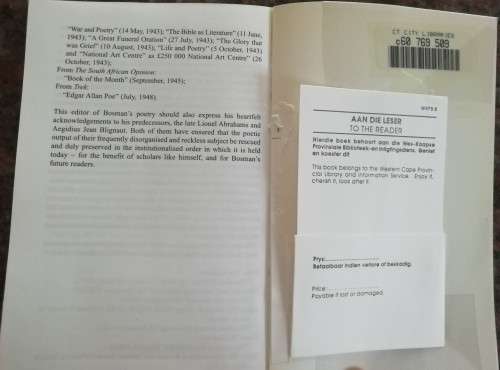 "War and Poetry" (14 May, 1943); "The Bible as Literature" (11 June,
1943); "A Great Funeral Oration" (27 July, 1943); "The Glory that
was Grief" (10 August, 1943); "Life and Poetry" (5 October, 1943)
and "National Art Centre" as £250 000 National Art Centre" (26
October, 1943);
From The South African Opinion:
"Book of the Month" (September, 1945);
From Trek:
"Edgar Allan Poe" (July, 1948).
This editor of Bosman's poetry should also express his heartfelt
acknowledgements to his predecessors, the late Lionel Abrahams and
Aegidius Jean Blignaut. Both of them have ensured that the poetic
output of their frequently disorganised and reckless subject be rescued
and duly preserved in the institutionalised order in which it is held
today – for the benefit of scholars like himself, and for Bosman's
future readers.
CT CITY LIBRARIES
c60 769 509
AAN DIE LESER
TO THE READER
Hierdie boek behoort aan die Wes-Kaapse
Provinsiale Biblioteek- en Inligtingsdiens. Geniet
en koester dit
This book belongs to the Western Cape Provin-
cial Library and Information Service. Enjoy it,
cherish it, look after it
Prys:
Betaalbaar indien verlore of beskadig.
Price:
Payable if lost or damaged.